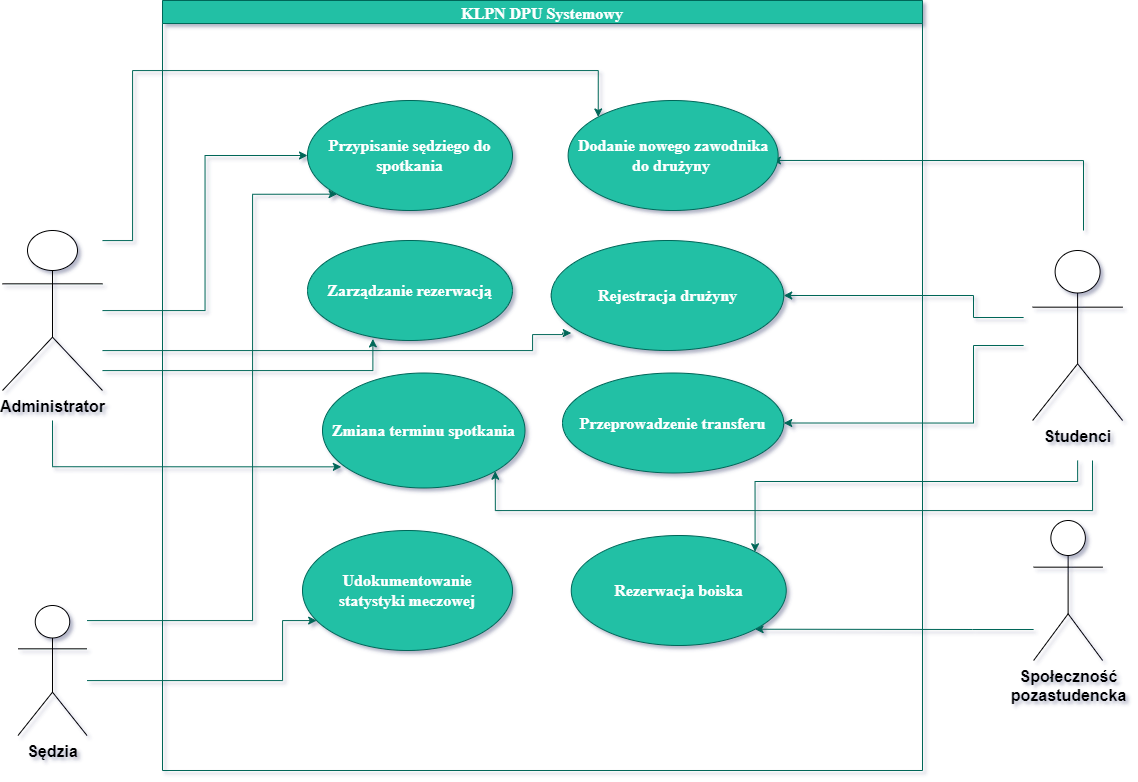 KLPN DPU Systemowy
Przypisanie sędziego do
spotkania
Dodanie nowego zawodnika
do drużyny
Zarządzanie rezerwacją
Rejestracja drużyny
Administrator
Zmiana terminu spotkania
Przeprowadzenie transferu
Studenci
Udokumentowanie
statystyki meczowej
Rezerwacja boiska
Społeczność
pozastudencka
Sędzia